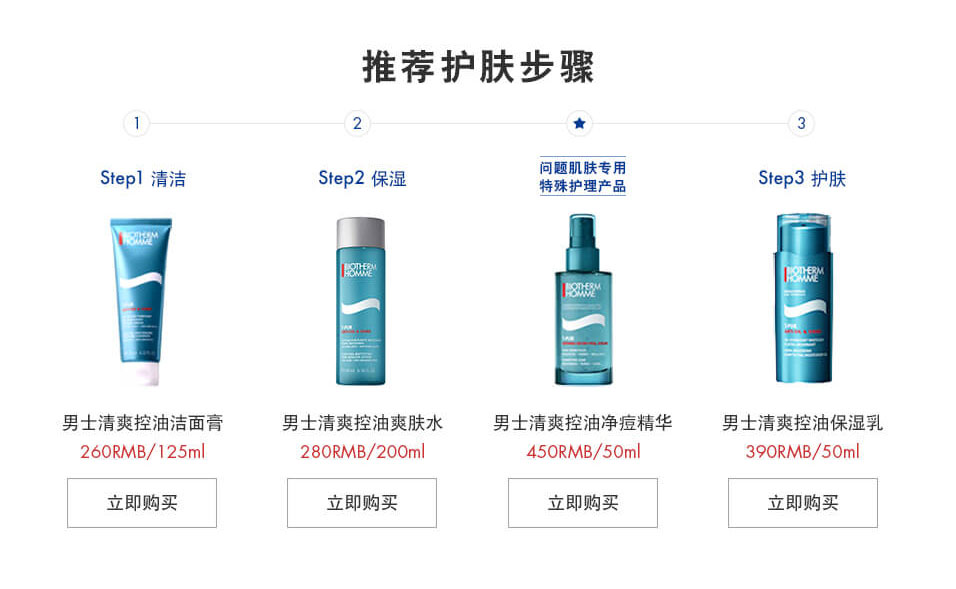 推荐护肤步骤
1
2
3
Step1 清洁
Step2 保湿
问题肌肤专用
特殊护理产品
Step3 护肤
BIOTHERM
HOMME
BIOTHERM
HOMME
BIOTHERM
HOMME
BIOTHERM
HOMME
男士清爽控油洁面膏
男士清爽控油爽肤水
男士清爽控油净痘精华
男士清爽控油保湿乳
260RMB/125ml
280RMB/200ml
450RMB/50ml
390RMB/50ml
立即购买
立即购买
立即购买
立即购买